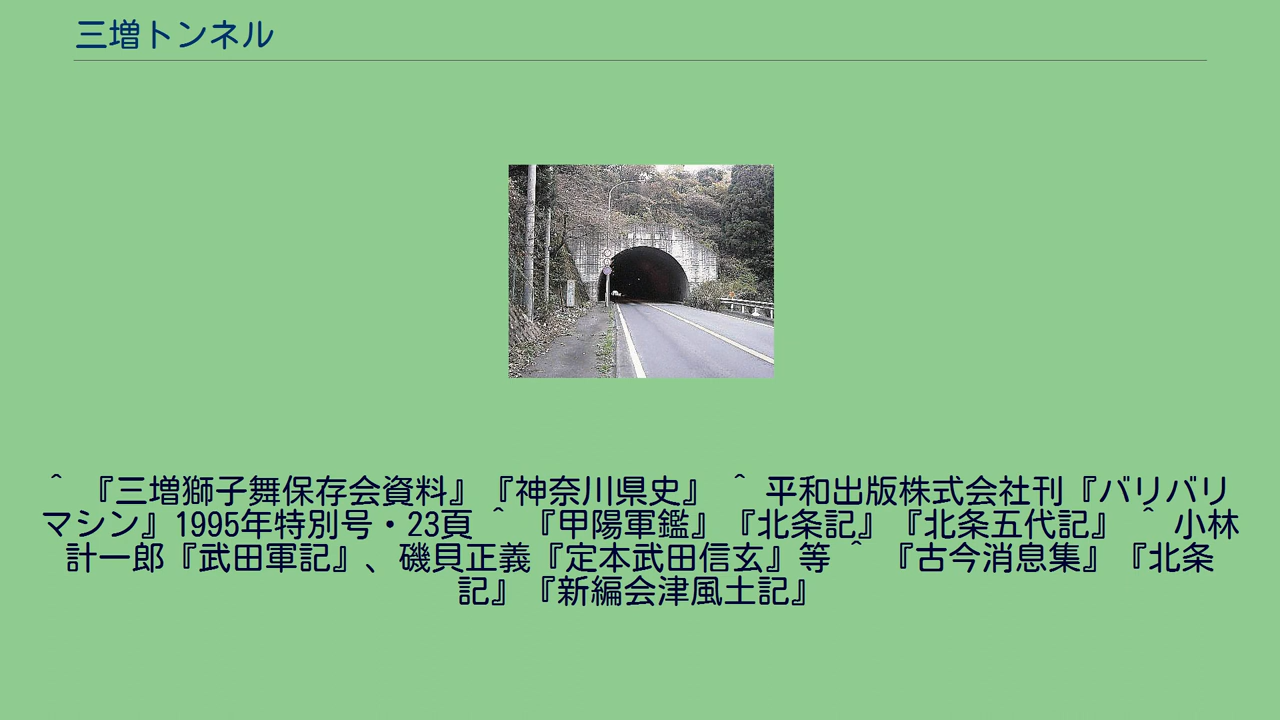 三増トンネル
^ 『三増獅子舞保存会資料』『神奈川県史』 ^ 平和出版株式会社刊『バリバリ
マシン』1995年特別号・23頁 ^ 『甲陽軍鑑』『北条記』『北条五代記』 ^ 小林
計一郎『武田軍記』、磯貝正義『定本武田信玄』等 ^ 『古今消息集』『北条
記』『新編会津風土記』